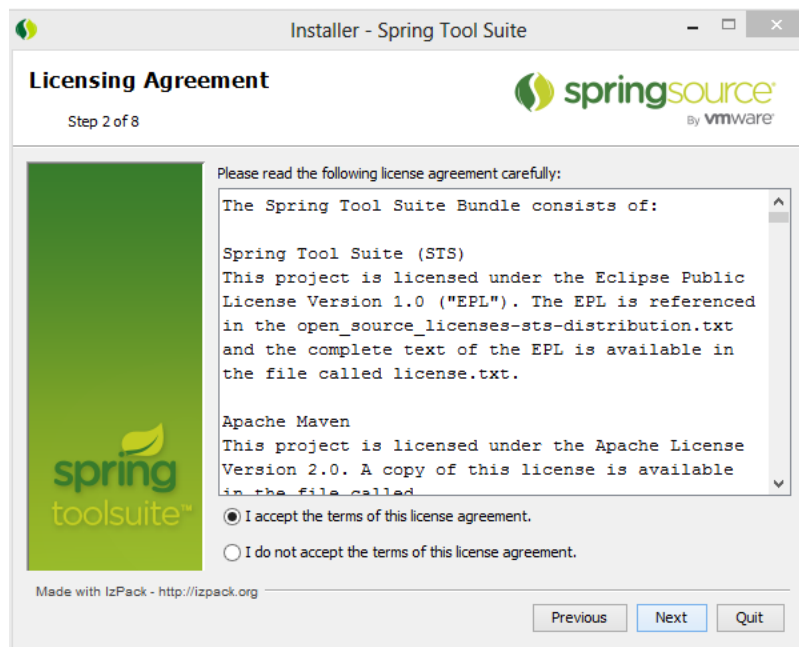 Installer - Spring Tool Suite
Licensing Agreement
Step 2 of 8
springsource
By vmware
Please read the following license agreement carefully:
The Spring Tool Suite Bundle consists of:
Spring Tool Suite (STS)
This project is licensed under the Eclipse Public
License Version 1.0 ("EPL"). The EPL is referenced
in the open_source_licenses-sts-distribution.txt
and the complete text of the EPL is available in
the file called license.txt.
Apache Maven
This project is licensed under the Apache License
Version 2.0. A copy of this license is available
in the file called
spring
toolsuite™
I accept the terms of this license agreement.
I do not accept the terms of this license agreement.
Made with IzPack - http://izpack.org
Previous
Next
Quit